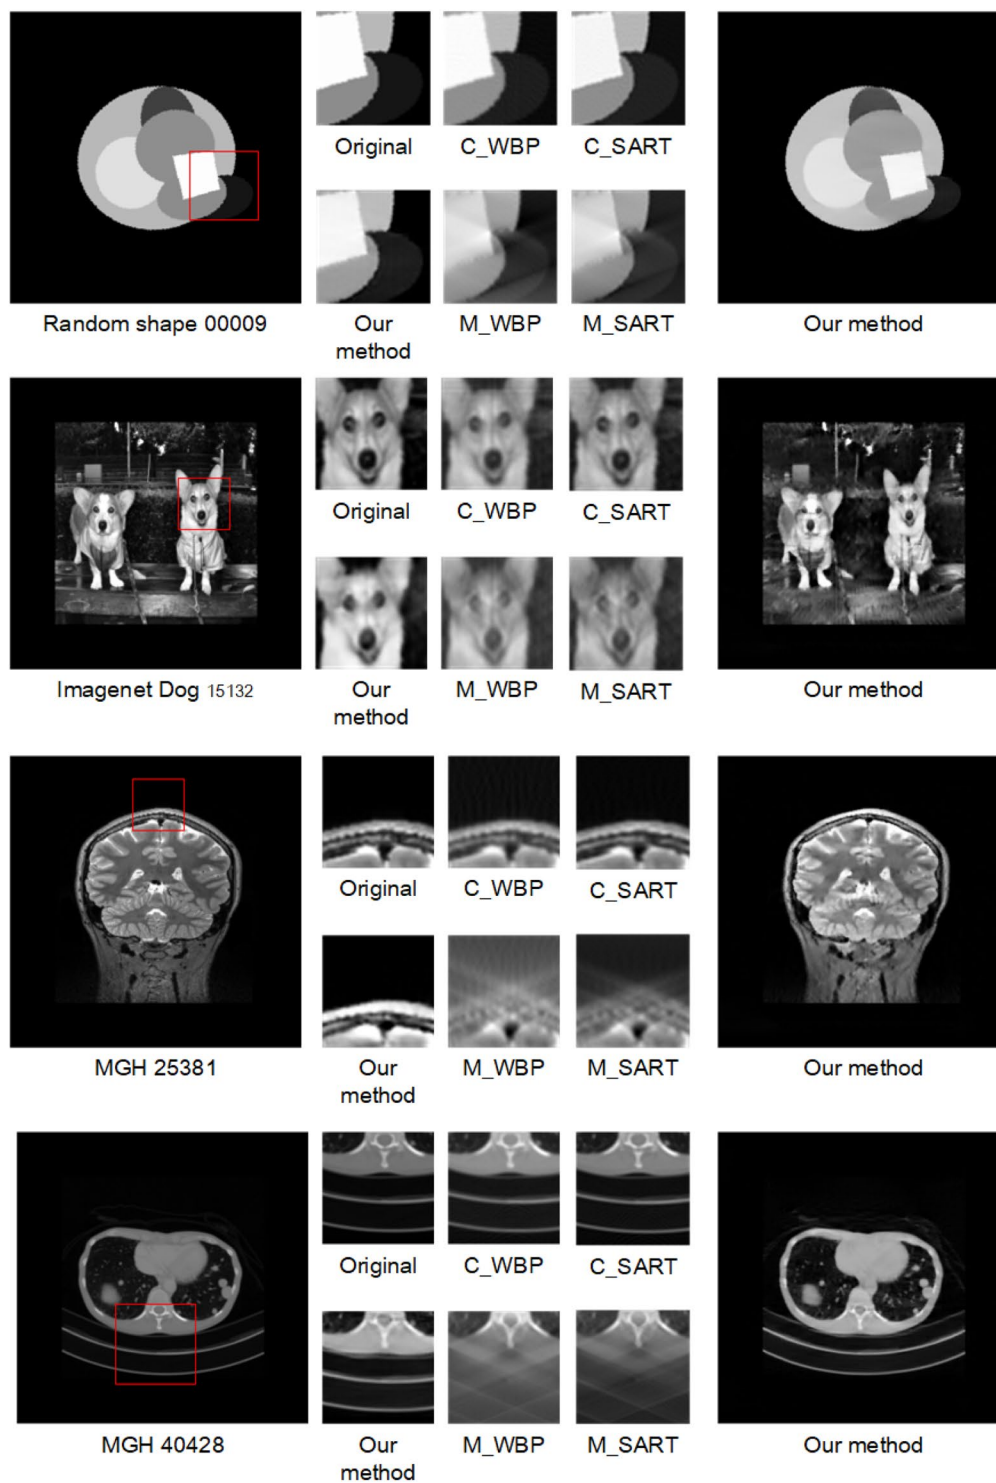 Original
C_WBP
C_SART
Random shape 00009
Our
method
M_WBP
M_SART
Our method
Original
C_WBP
C_SART
Imagenet Dog 15132
Our
method
M_WBP
M_SART
Our method
Original
C_WBP
C_SART
MGH 25381
Our
method
M_WBP
M_SART
Our method
Original
C_WBP
C_SART
MGH 40428
Our
method
M_WBP
M_SART
Our method